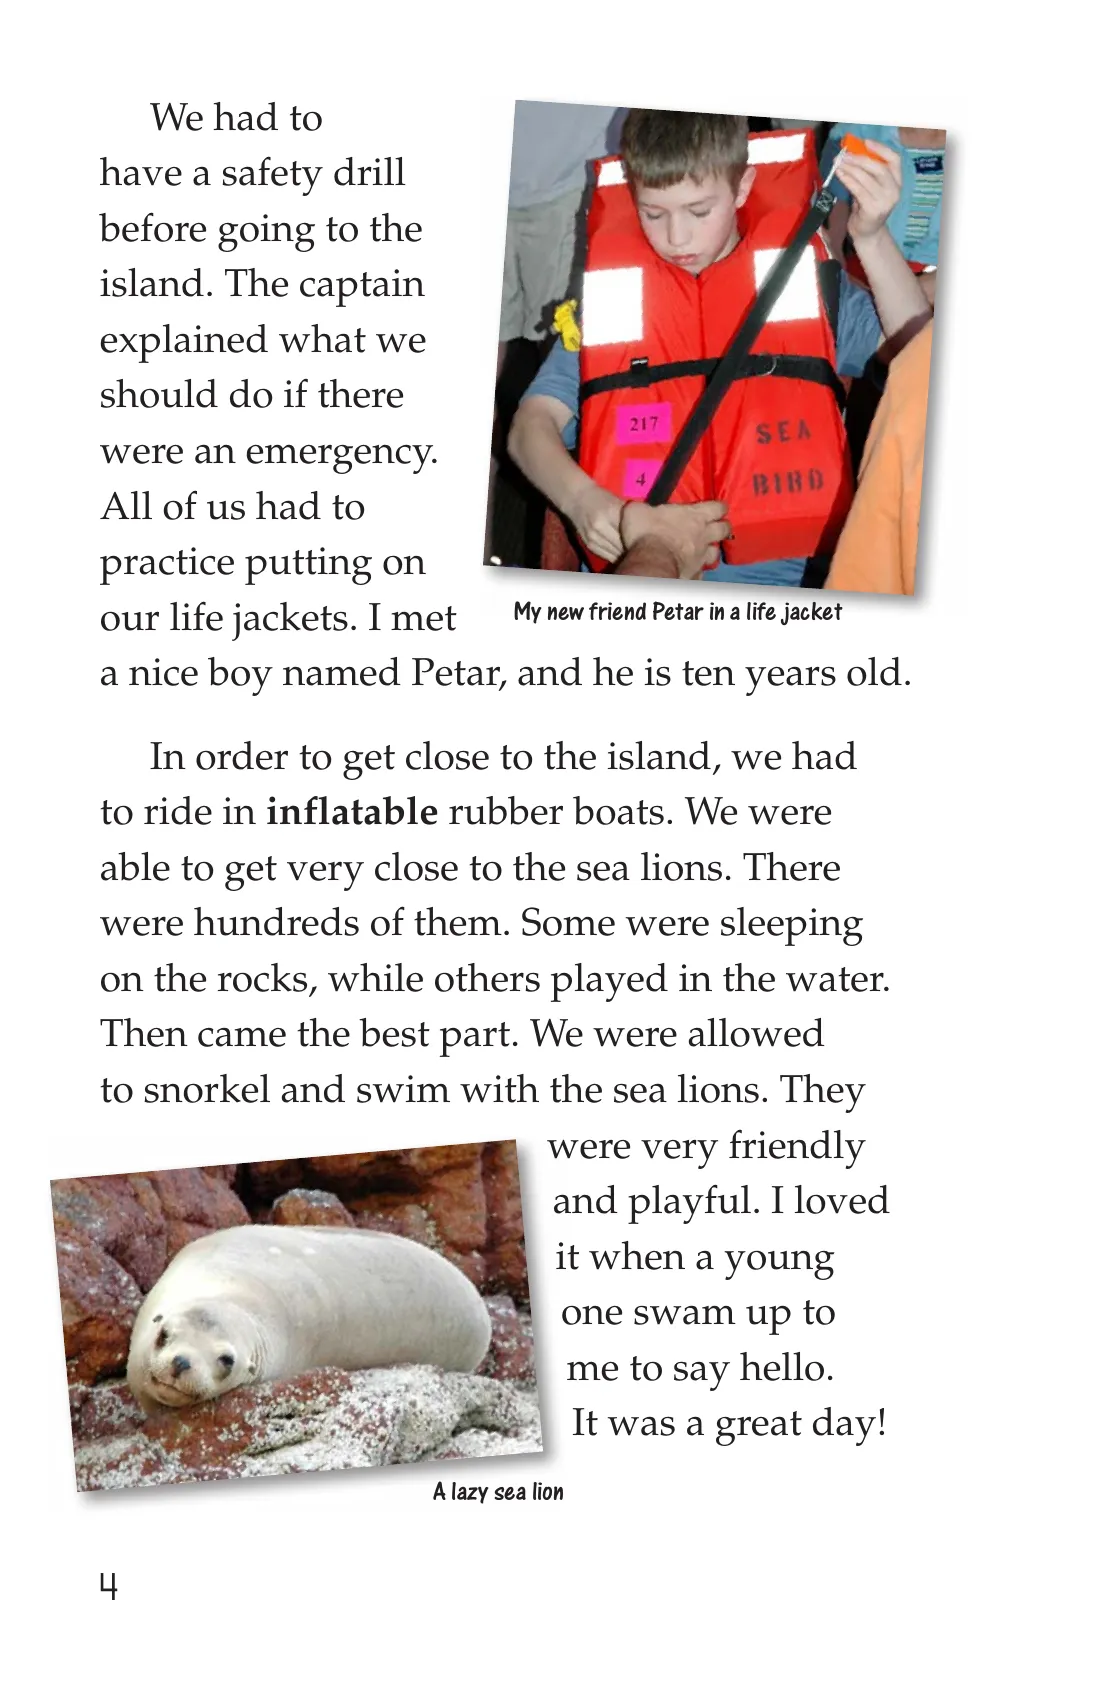 We had to
have a safety drill
before going to the
island. The captain
explained what we
should do if there
were an emergency.
All of us had to
practice putting on
our life jackets. I met
a nice boy named Petar, and he is ten years old.
217
4
SEA
BIRD
My new friend Petar in a life jacket
In order to get close to the island, we had
to ride in inflatable rubber boats. We were
able to get very close to the sea lions. There
were hundreds of them. Some were sleeping
on the rocks, while others played in the water.
Then came the best part. We were allowed
to snorkel and swim with the sea lions. They
were very friendly
and playful. I loved
it when a young
one swam up to
me to say hello.
It was a great day!
A lazy sea lion
4